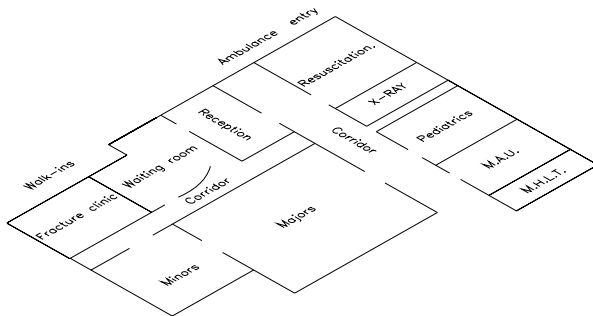 Ambulance entry
Resuscitation.
X-RAY
Reception
Corridor
Pediatrics
Walk-ins
Waiting room
M.A.U.
M.H.L.T.
Fracture clinic
Corridor
Majors
Minors